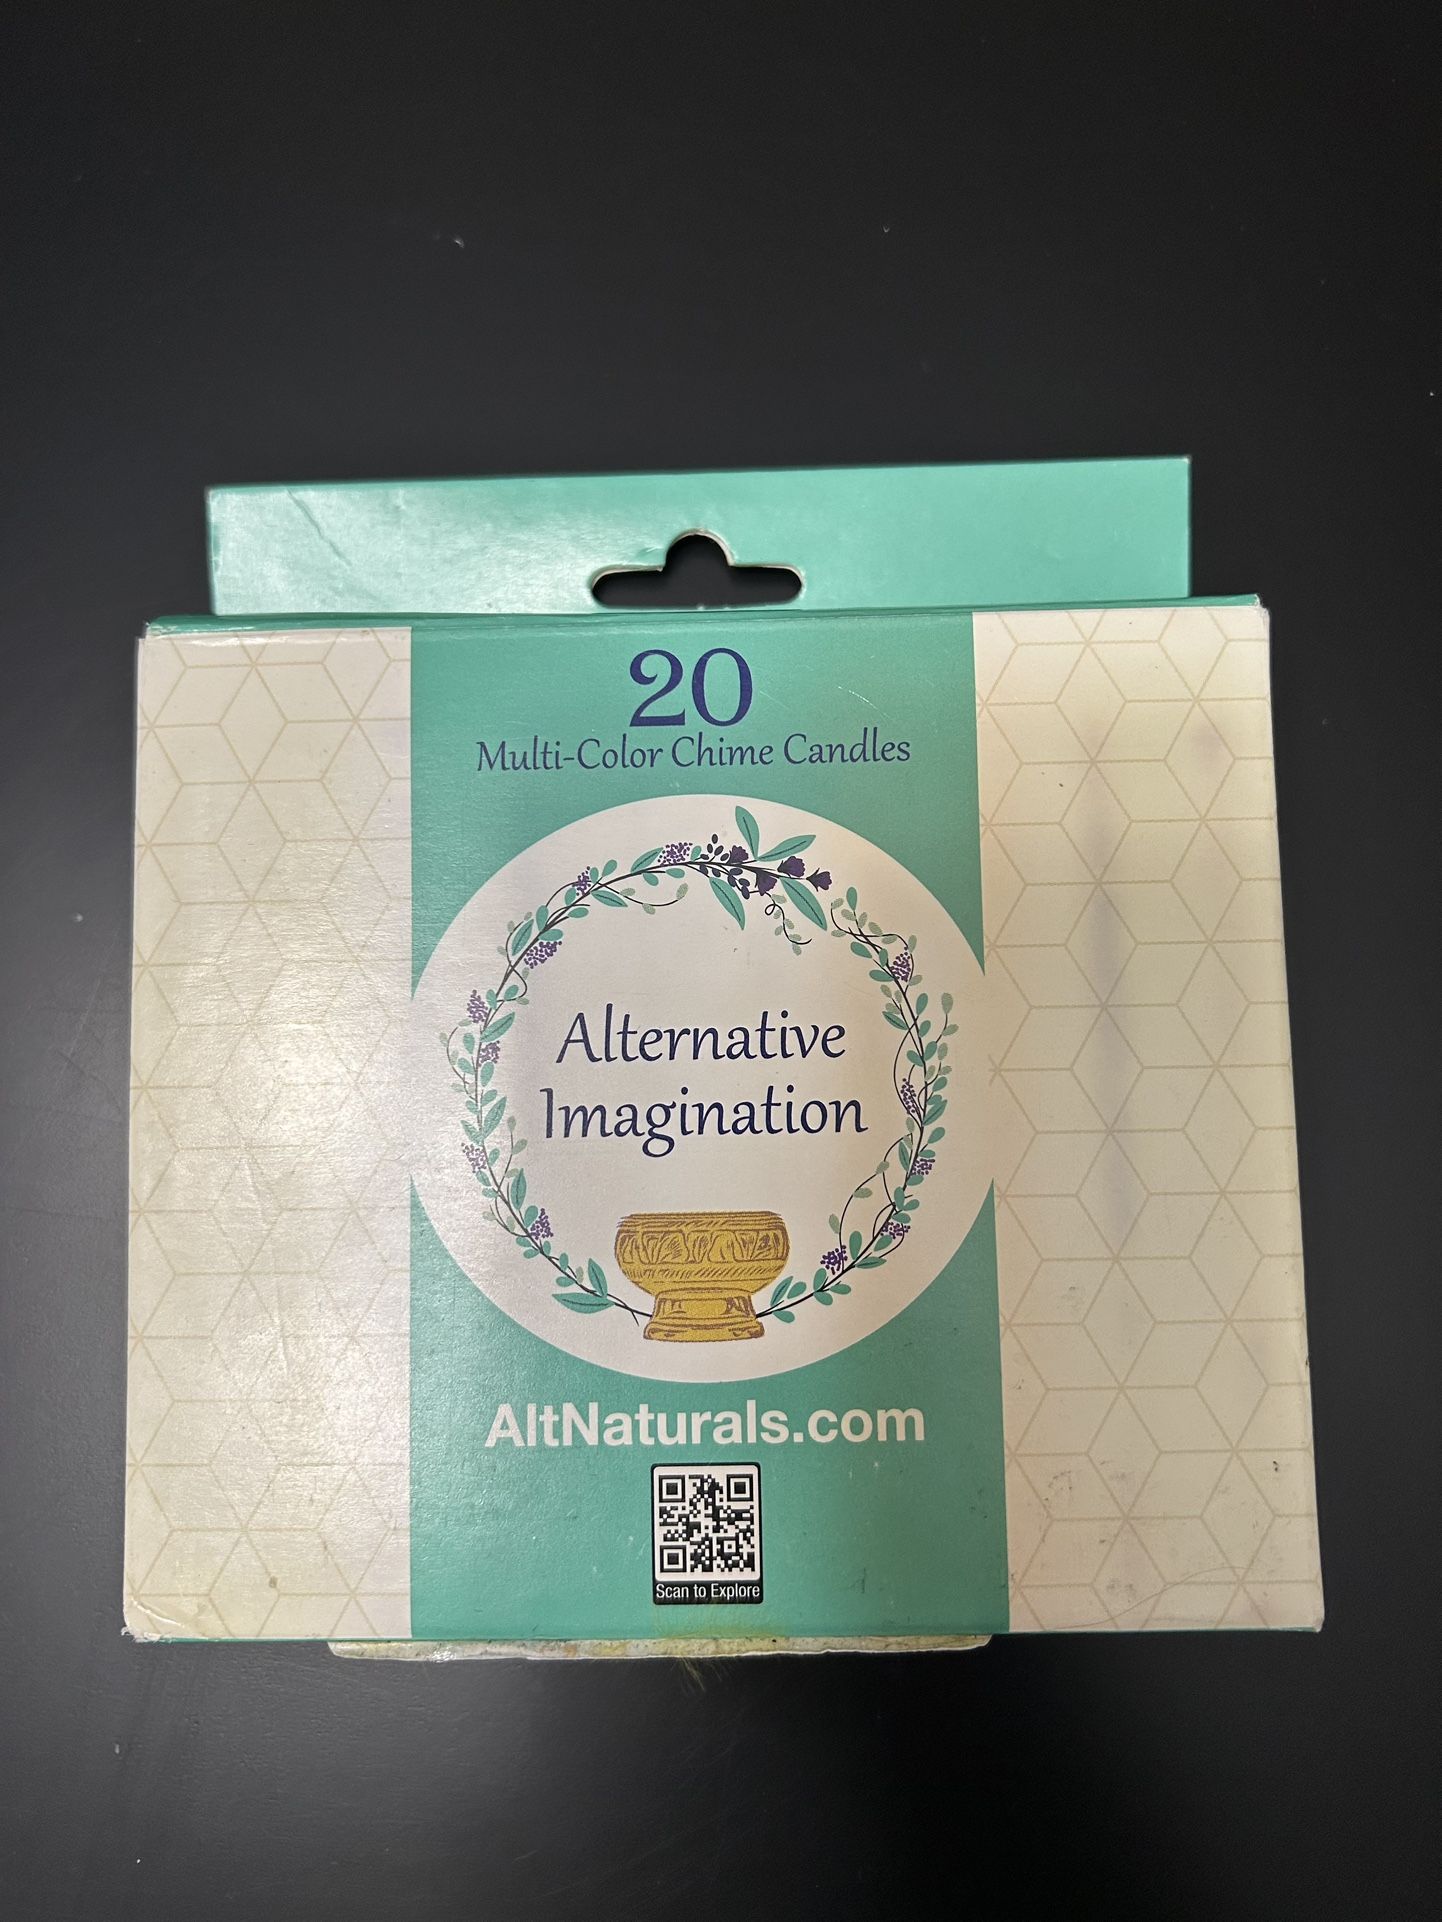 20
Multi-Color Chime Candles
Alternative
Imagination
AltNaturals.com
Scan to Explore